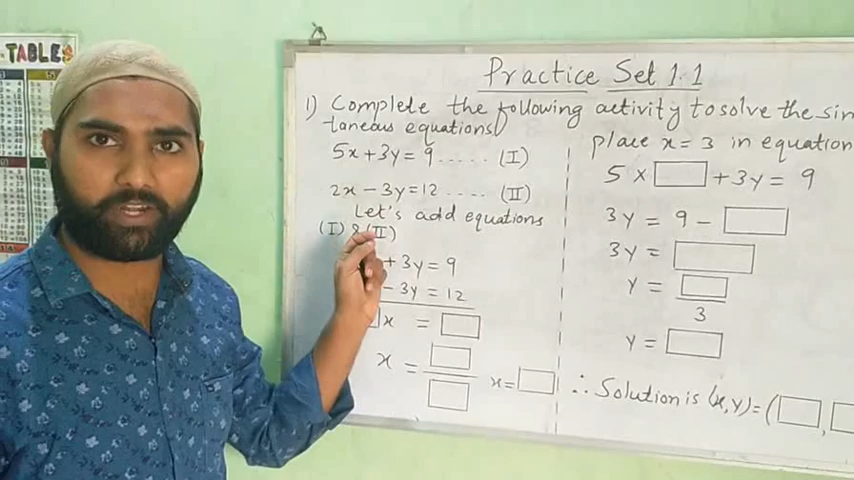 TABLES
Practice Set 1.1
1) Complete the following activity to solve the
taneous equations
5x + 3y = 9 ..... (I)
2x - 3y = 12 .... (II)
Let's add equations
(I) & (II)
+ 3y = 9
- 3y = 12
x =
x =
x =
place x = 3 in equation
5 × + 3y = 9
3y = 9 -
3y =
y =
3
y =
∴ Solution is (x, y) = ( ,